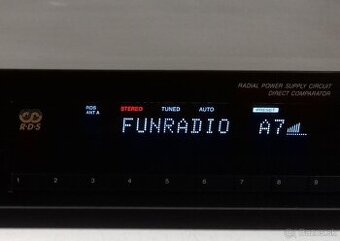 RADIAL POWER SUPPLY CIRCUIT
DIRECT COMPARATOR
RDS
ANT A
STEREO TUNED AUTO PRESET
R·D·S
FUNRADIO A7
1 2 3 4 5 6 7 8 9